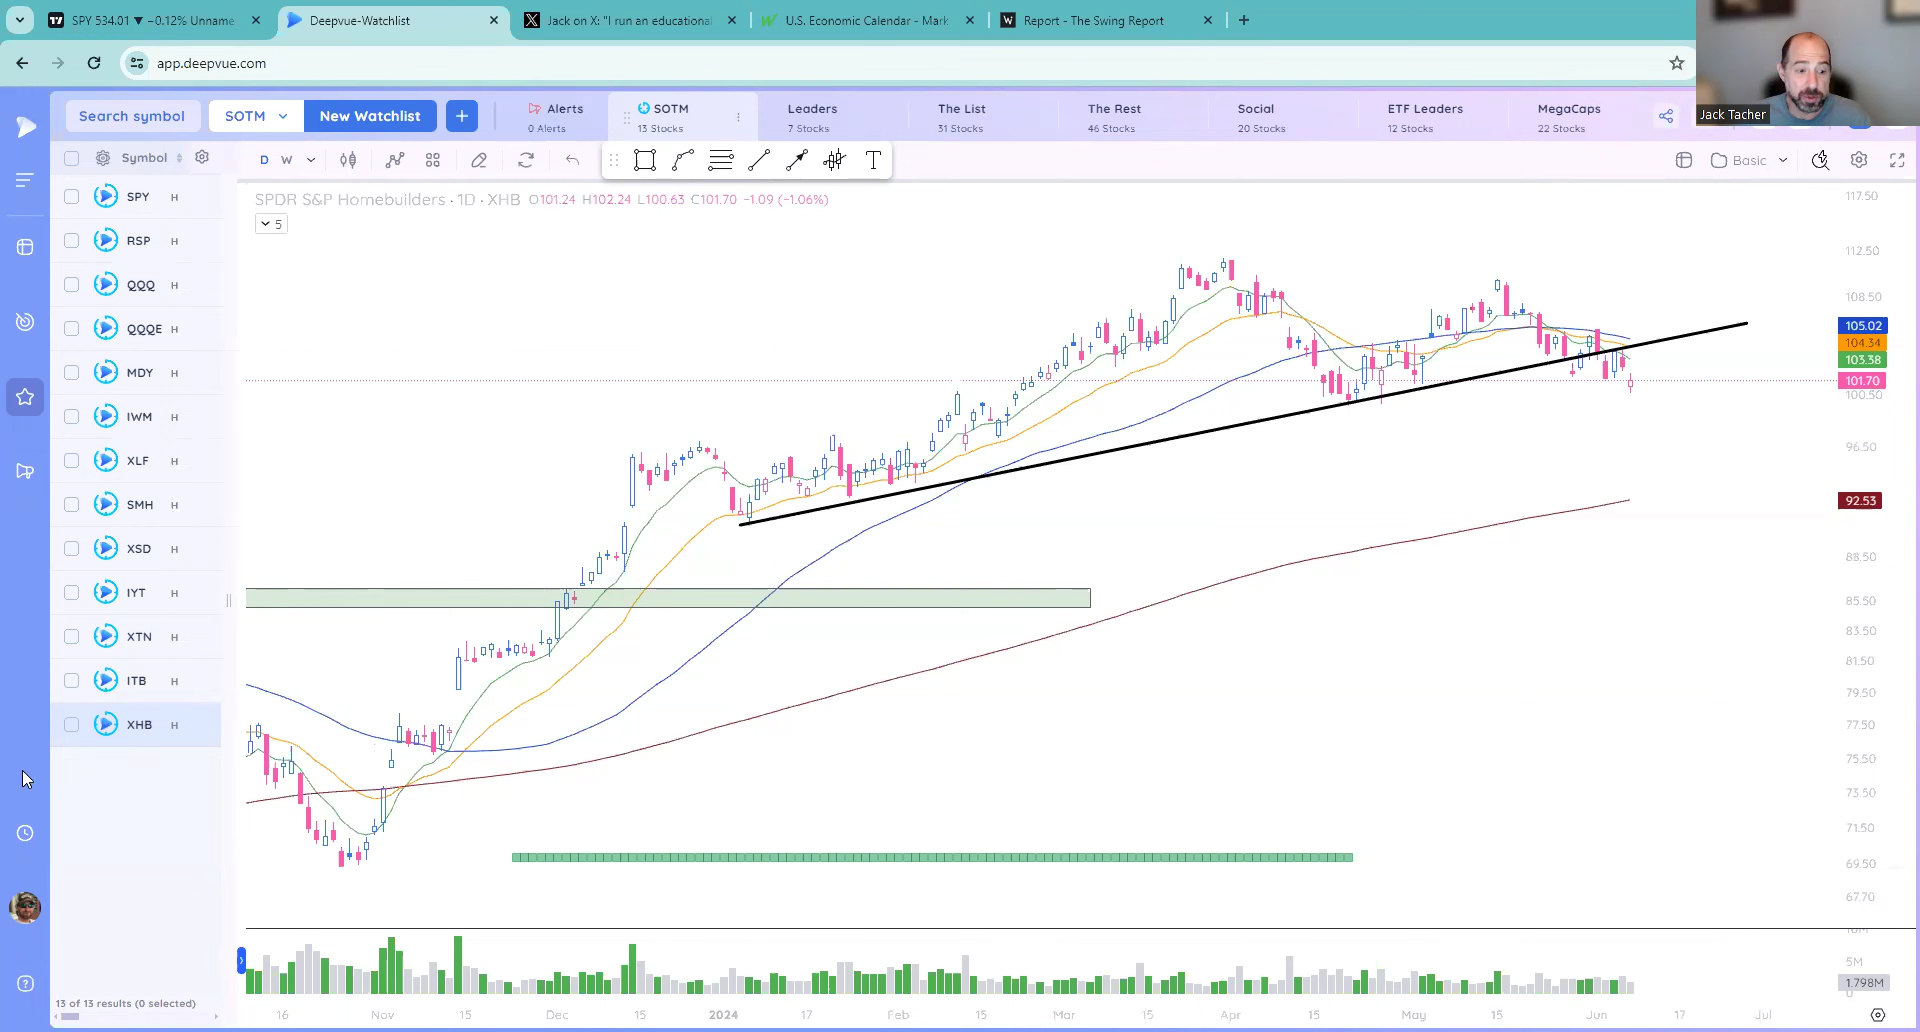 SPY 534.01 ▼ −0.12% Unname
Deepvue-Watchlist
Jack on X: "I run an educationa
U.S. Economic Calendar - Mark
Report - The Swing Report
app.deepvue.com
Jack Tacher
Search symbol
SOTM
New Watchlist
Alerts
0 Alerts
SOTM
13 Stocks
Leaders
7 Stocks
The List
31 Stocks
The Rest
46 Stocks
Social
20 Stocks
ETF Leaders
12 Stocks
MegaCaps
22 Stocks
Symbol
D W
T
Basic
SPDR S&P Homebuilders · 1D · XHB O101.24 H102.24 L100.63 C101.70 −1.09 (−1.06%)
5
SPY H
RSP H
QQQ H
QQQE H
MDY H
IWM H
XLF H
SMH H
XSD H
IYT H
XTN H
ITB H
XHB H
117.50
112.50
108.50
105.02
104.34
103.38
101.70
100.50
96.50
92.53
88.50
85.50
83.50
81.50
79.50
77.50
75.50
73.50
71.50
69.50
67.70
5M
1.798M
13 of 13 results (0 selected)
16 Nov 15 Dec 15 2024 17 Feb 15 Mar 15 Apr 15 May 15 Jun 17 Jul